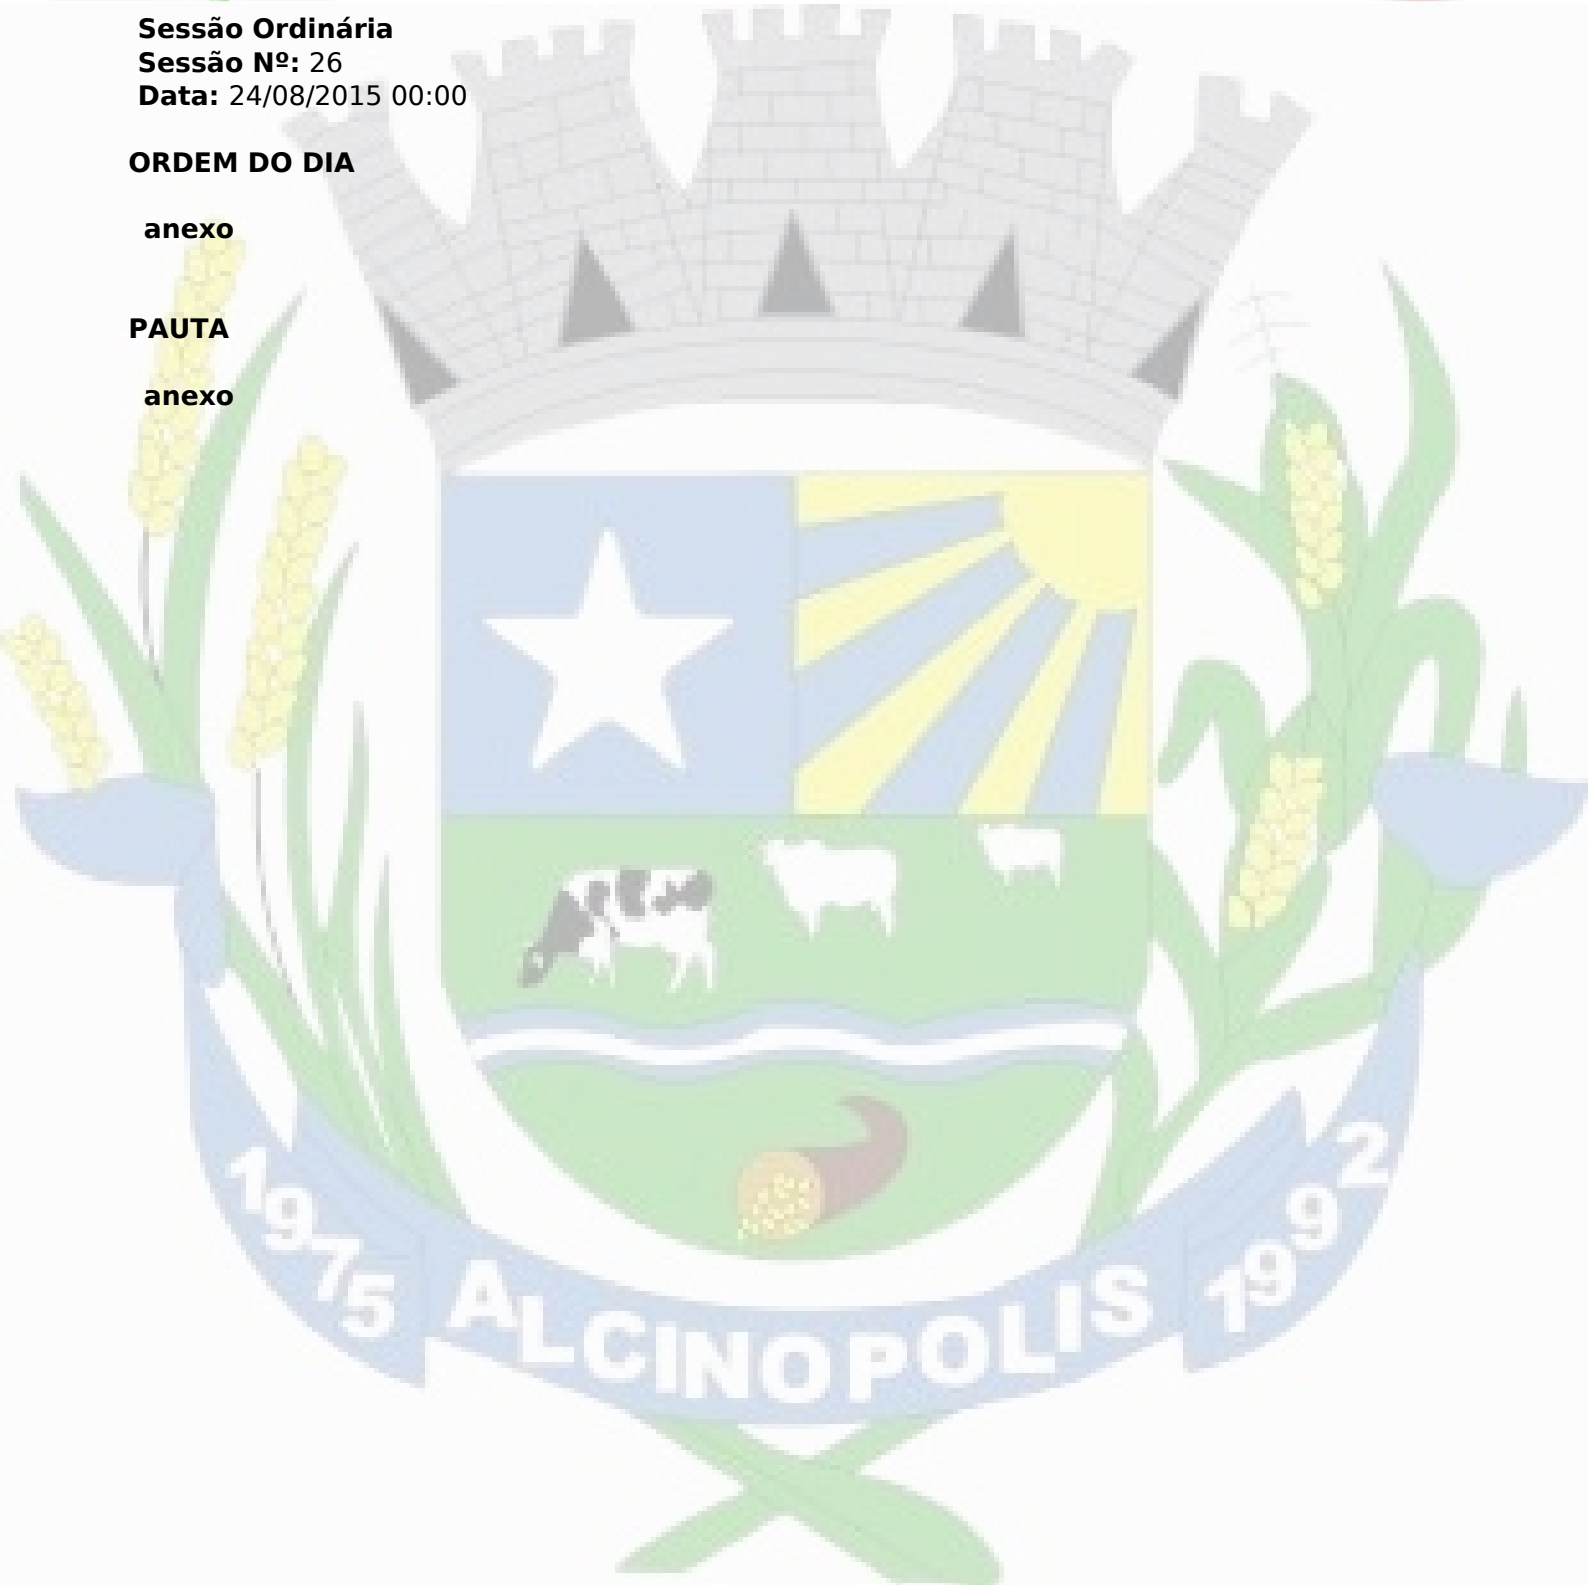 Sessão Ordinária
Sessão Nº: 26
Data: 24/08/2015 00:00
ORDEM DO DIA
anexo
PAUTA
anexo
1975 ALCINOPOLIS 1992